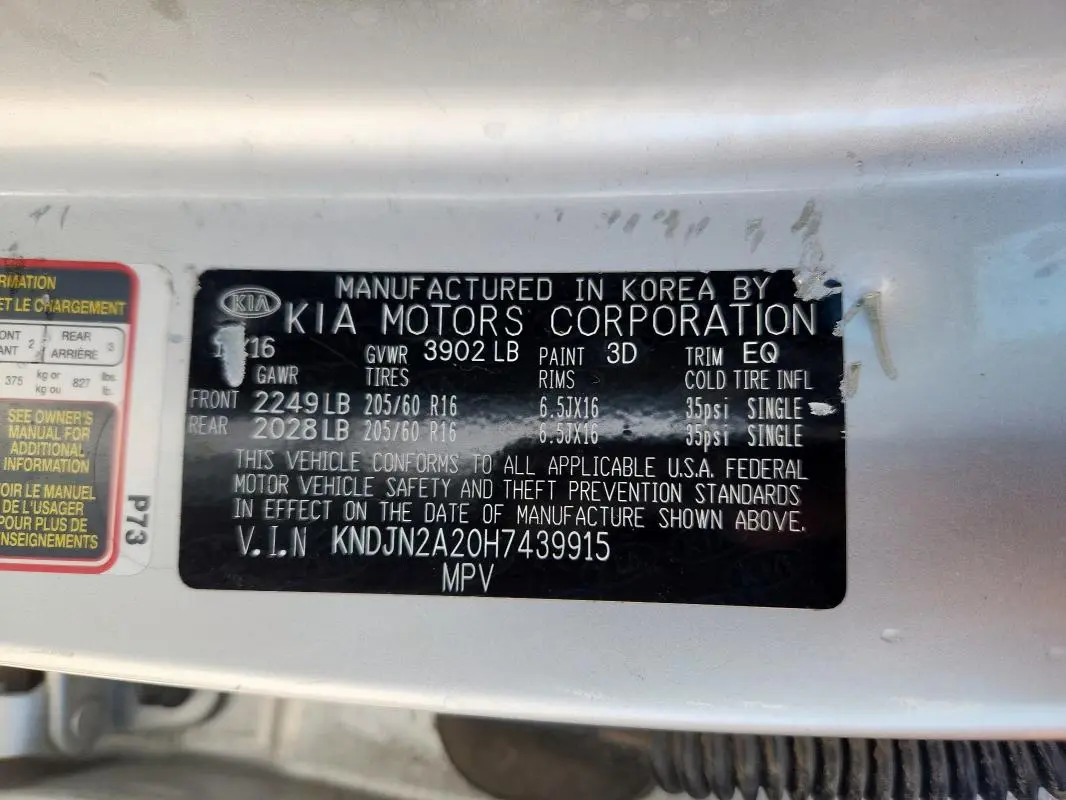 RMATION
ET LE CHARGEMENT
ONT 2 REAR 3
ANT ARRIÈRE
375 kg or 827 lbs.
kg ou lb.
SEE OWNER'S
MANUAL FOR
ADDITIONAL
INFORMATION
OIR LE MANUEL
DE L'USAGER
POUR PLUS DE
NSEIGNEMENTS
P73
KIA
MANUFACTURED IN KOREA BY
KIA MOTORS CORPORATION
/16 GVWR 3902 LB PAINT 3D TRIM EQ
GAWR TIRES RIMS COLD TIRE INFL
FRONT 2249 LB 205/60 R16 6.5JX16 35psi SINGLE
REAR 2028 LB 205/60 R16 6.5JX16 35psi SINGLE
THIS VEHICLE CONFORMS TO ALL APPLICABLE U.S.A. FEDERAL
MOTOR VEHICLE SAFETY AND THEFT PREVENTION STANDARDS
IN EFFECT ON THE DATE OF MANUFACTURE SHOWN ABOVE.
V.I.N KNDJN2A20H7439915
MPV